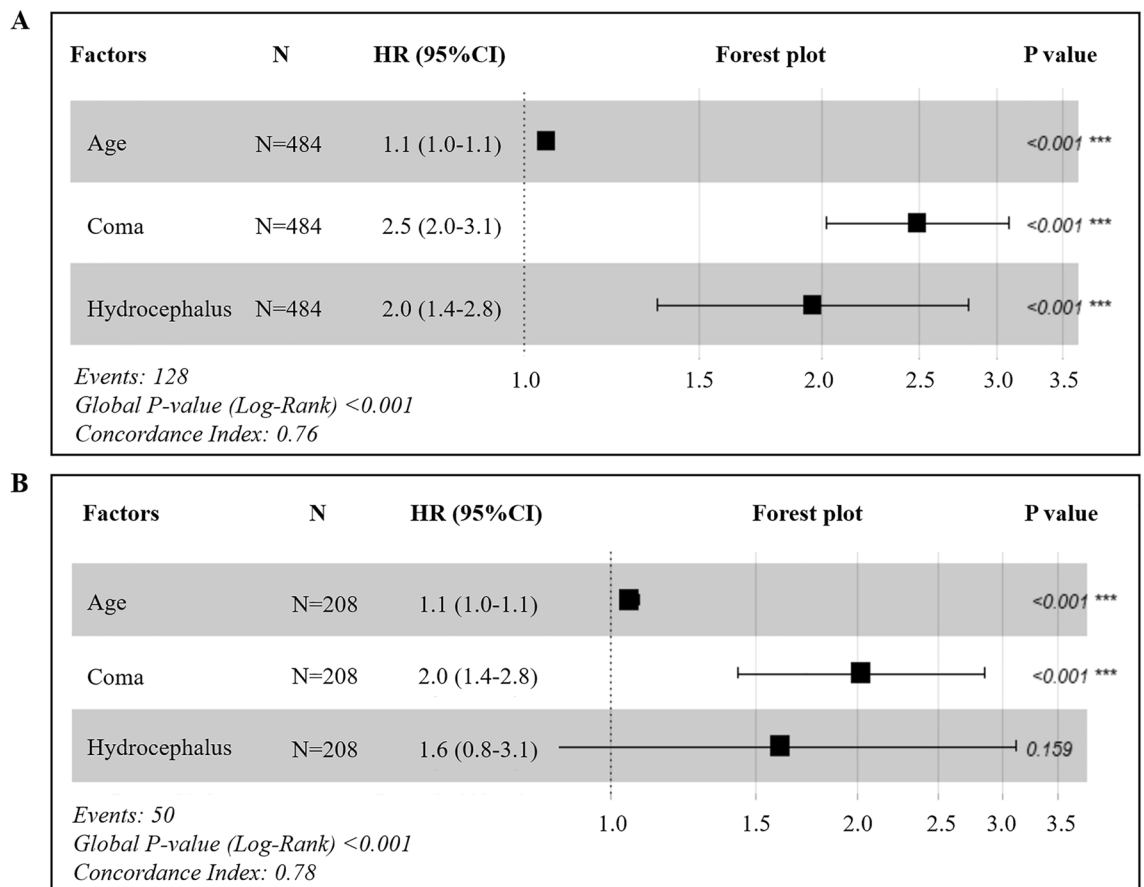 A
Factors N HR (95%CI) Forest plot P value
Age N=484 1.1 (1.0-1.1) <0.001 ***
Coma N=484 2.5 (2.0-3.1) <0.001 ***
Hydrocephalus N=484 2.0 (1.4-2.8) <0.001 ***
1.0 1.5 2.0 2.5 3.0 3.5
Events: 128
Global P-value (Log-Rank) <0.001
Concordance Index: 0.76
B
Factors N HR (95%CI) Forest plot P value
Age N=208 1.1 (1.0-1.1) <0.001 ***
Coma N=208 2.0 (1.4-2.8) <0.001 ***
Hydrocephalus N=208 1.6 (0.8-3.1) 0.159
1.0 1.5 2.0 2.5 3.0 3.5
Events: 50
Global P-value (Log-Rank) <0.001
Concordance Index: 0.78